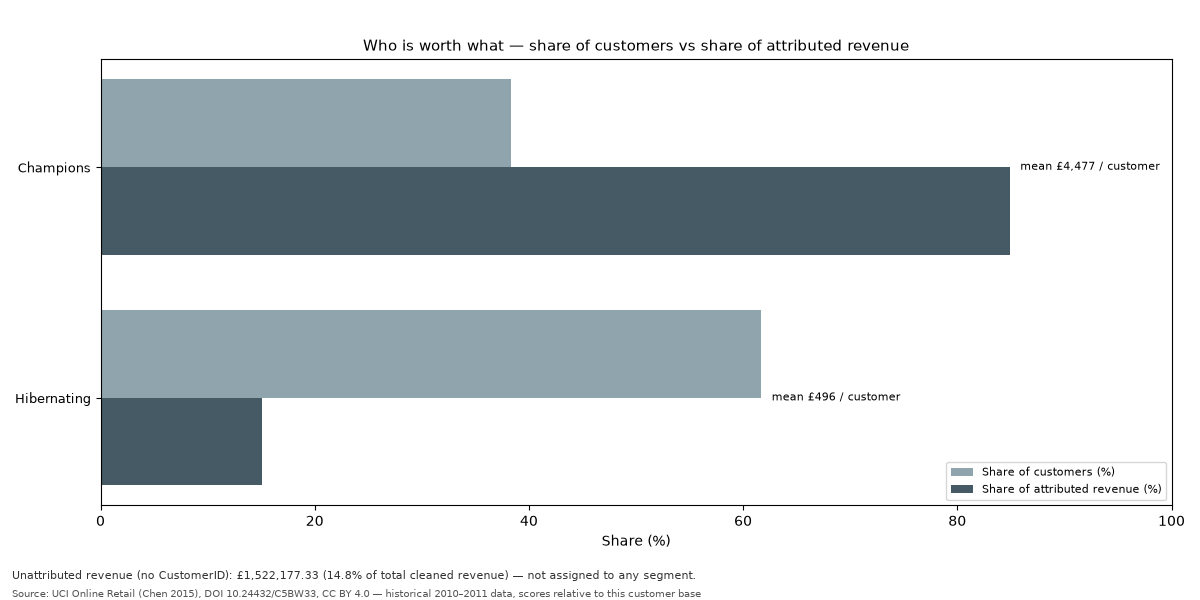 Who is worth what — share of customers vs share of attributed revenue
Champions
mean £4,477 / customer
Hibernating
mean £496 / customer
Share of customers (%)
Share of attributed revenue (%)
0 20 40 60 80 100
Share (%)
Unattributed revenue (no CustomerID): £1,522,177.33 (14.8% of total cleaned revenue) — not assigned to any segment.
Source: UCI Online Retail (Chen 2015), DOI 10.24432/C5BW33, CC BY 4.0 — historical 2010–2011 data, scores relative to this customer base